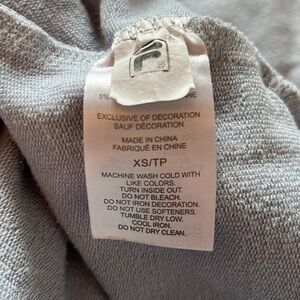 5%
EXCLUSIVE OF DECORATION
SAUF DÉCORATION
MADE IN CHINA
FABRIQUÉ EN CHINE
XS/TP
MACHINE WASH COLD WITH
LIKE COLORS.
TURN INSIDE OUT.
DO NOT BLEACH.
DO NOT IRON DECORATION.
DO NOT USE SOFTENERS.
TUMBLE DRY LOW.
COOL IRON.
DO NOT DRY CLEAN.